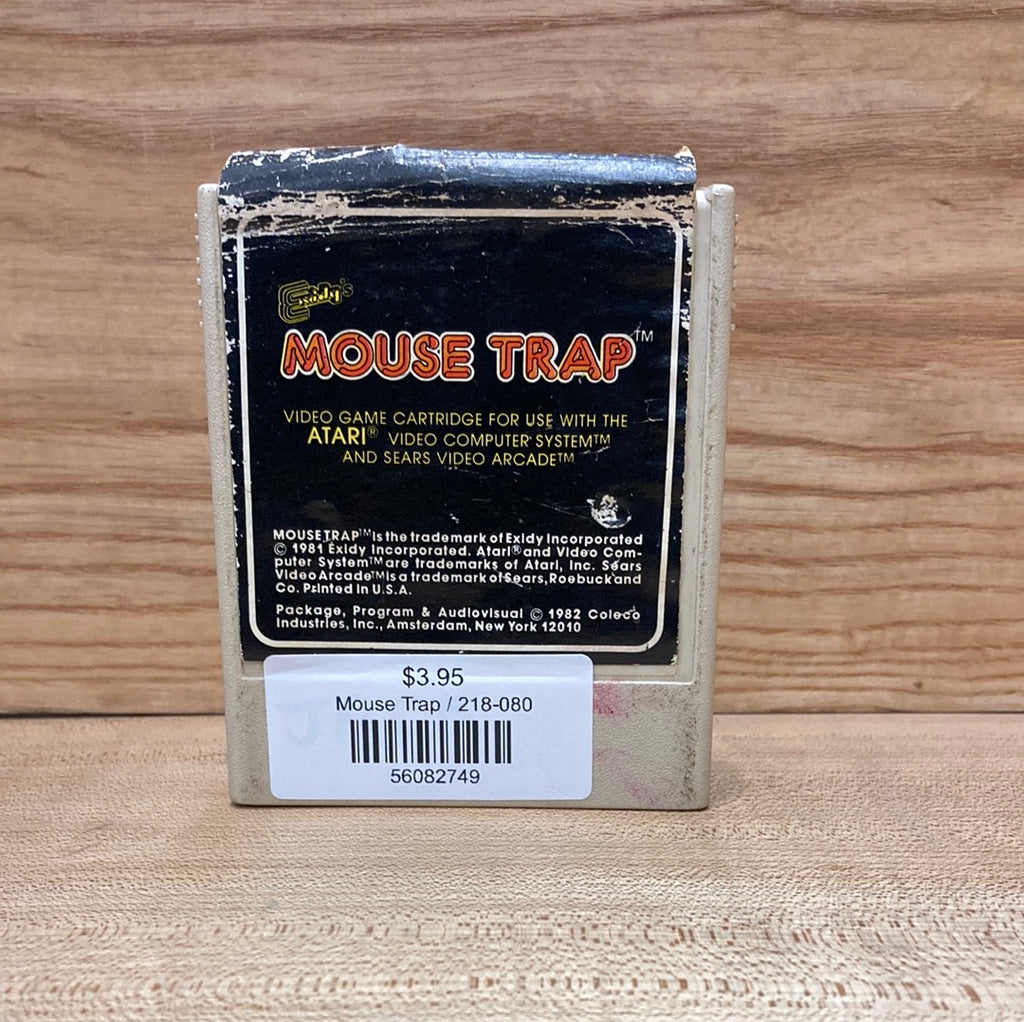 Exidy's
MOUSE TRAP™
VIDEO GAME CARTRIDGE FOR USE WITH THE
ATARI® VIDEO COMPUTER SYSTEM™
AND SEARS VIDEO ARCADE™
MOUSE TRAP™ is the trademark of Exidy Incorporated
© 1981 Exidy Incorporated. Atari® and Video Com-
puter System™ are trademarks of Atari, Inc. Sears
Video Arcade™ is a trademark of Sears, Roebuck and
Co. Printed in U.S.A.
Package, Program & Audiovisual © 1982 Coleco
Industries, Inc., Amsterdam, New York 12010
$3.95
Mouse Trap / 218-080
56082749